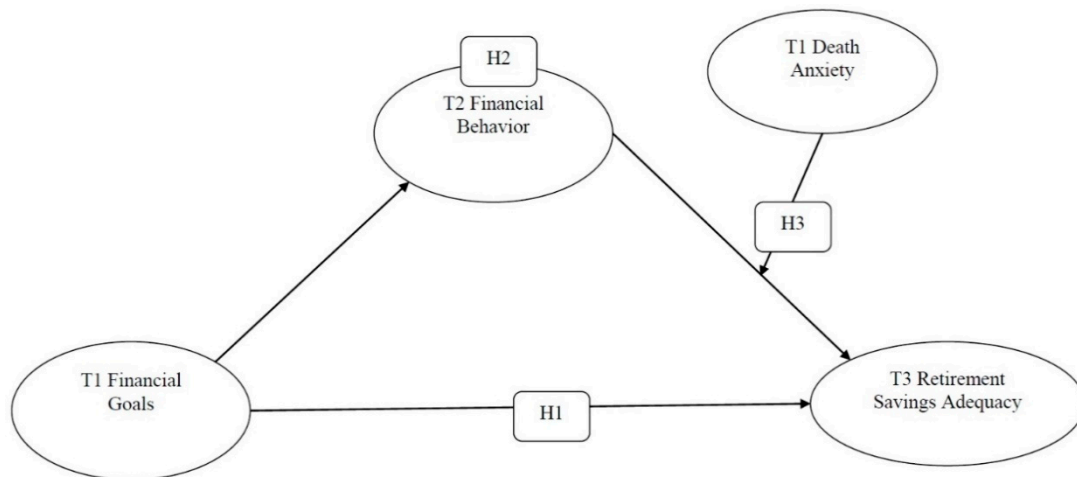 H2
T2 Financial
Behavior
T1 Death
Anxiety
H3
T1 Financial
Goals
H1
T3 Retirement
Savings Adequacy